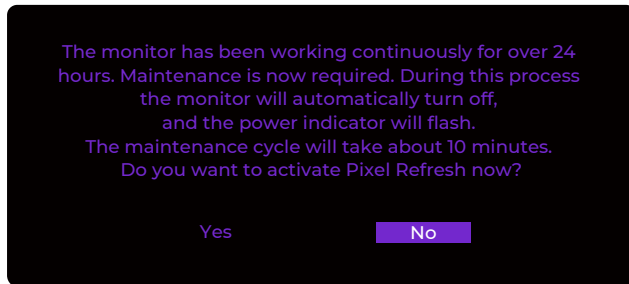 The monitor has been working continuously for over 24
hours. Maintenance is now required. During this process
the monitor will automatically turn off,
and the power indicator will flash.
The maintenance cycle will take about 10 minutes.
Do you want to activate Pixel Refresh now?
Yes No